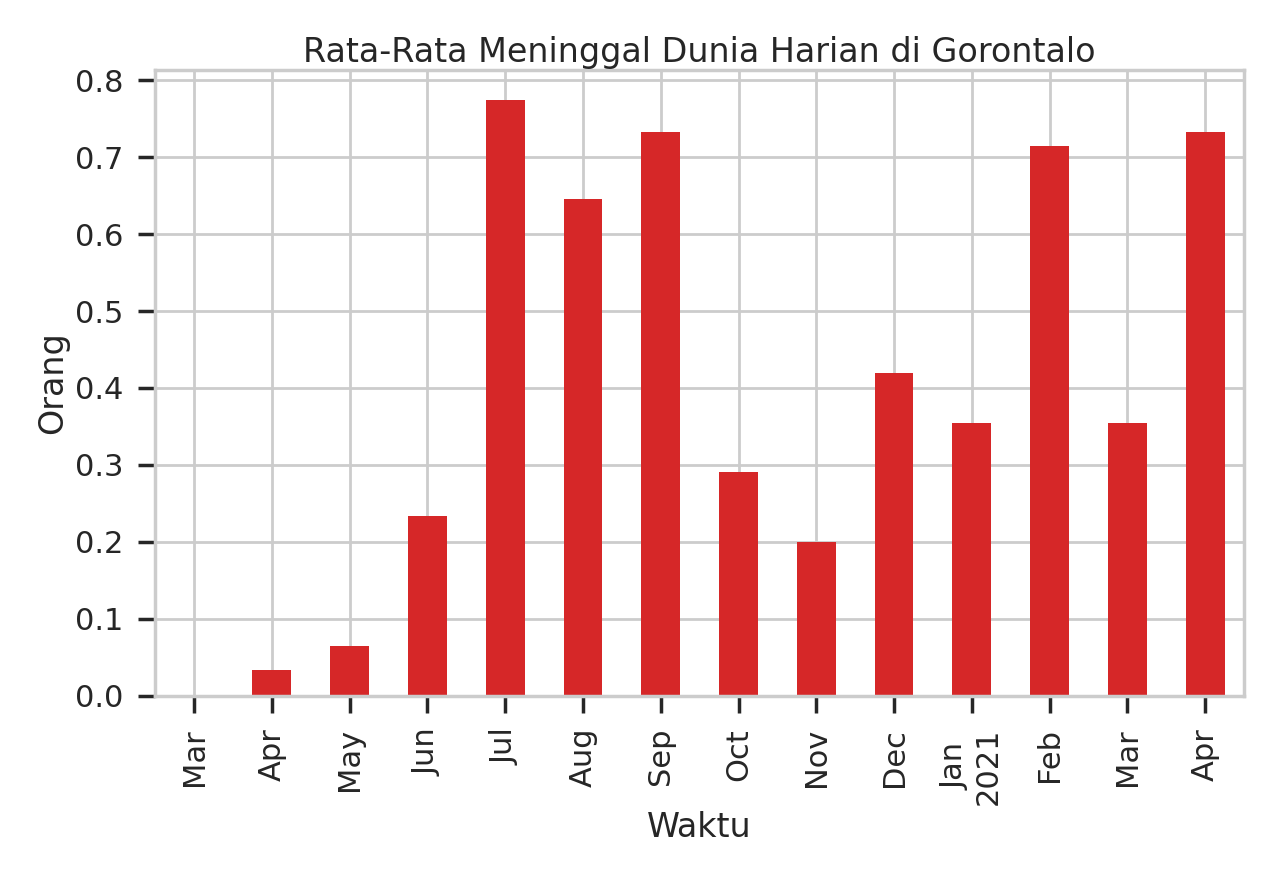 Rata-Rata Meninggal Dunia Harian di Gorontalo
0.8
0.7
0.6
0.5
0.4
0.3
0.2
0.1
0.0
Orang
Mar
Apr
May
Jun
Jul
Aug
Sep
Oct
Nov
Dec
Jan
2021
Feb
Mar
Apr
Waktu